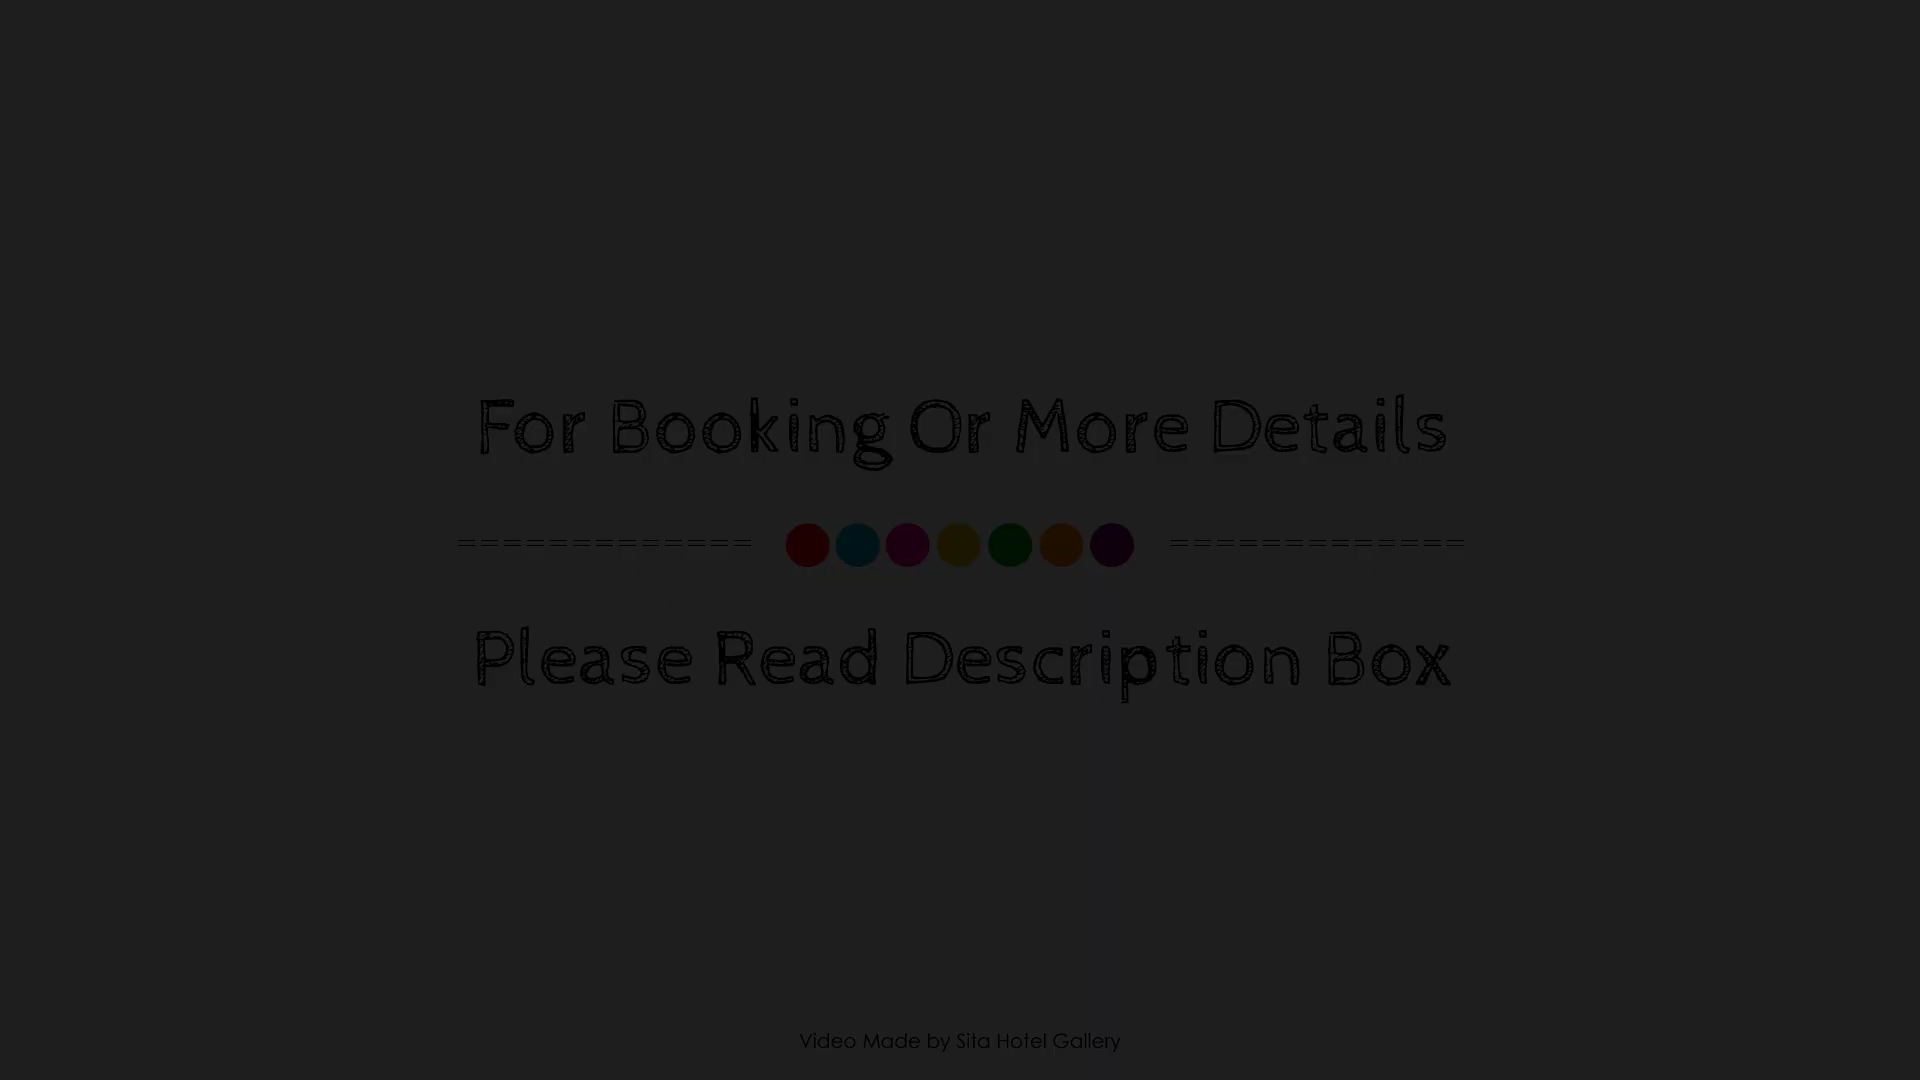 For Booking Or More Details
============= =============
Please Read Description Box
Video Made by Sita Hotel Gallery